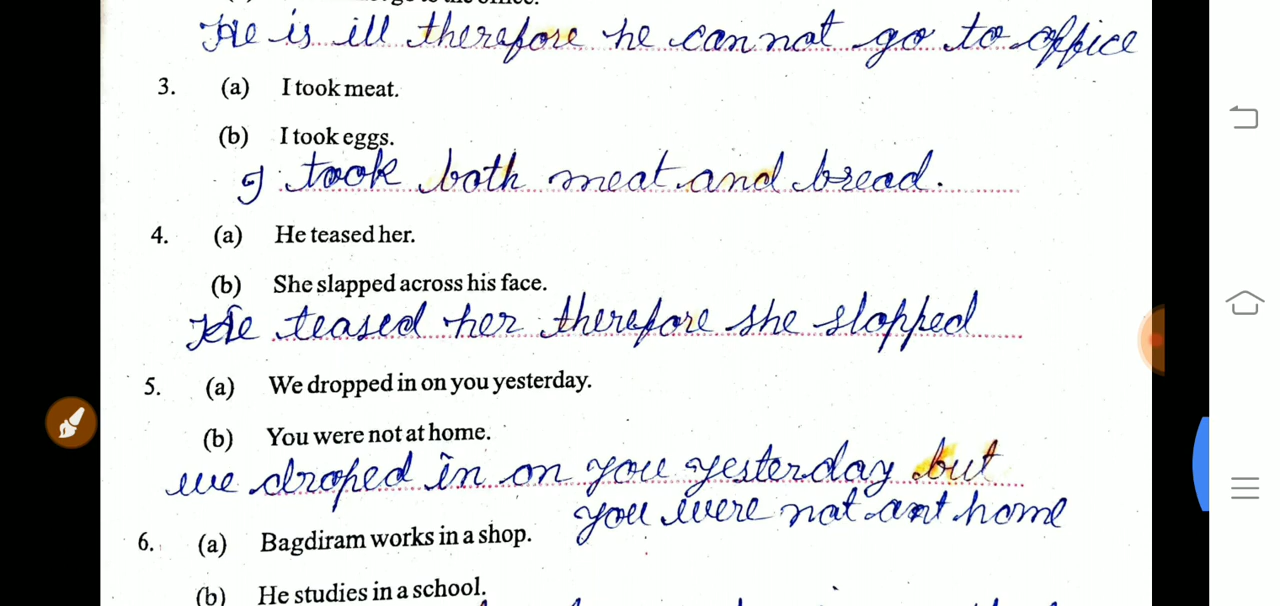 He is ill therefore he can not go to office
3. (a) I took meat.
(b) I took eggs.
I took both meat and bread.
4. (a) He teased her.
(b) She slapped across his face.
He teased her therefore she slopped
5. (a) We dropped in on you yesterday.
(b) You were not at home.
we droped in on you yesterday but
you were not home
6. (a) Bagdiram works in a shop.
(b) He studies in a school.